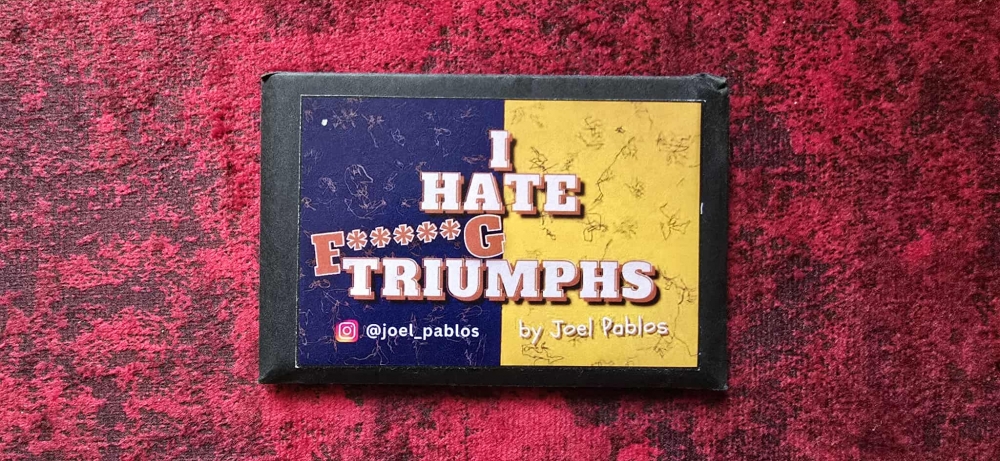 I
HATE
F*****G
TRIUMPHS
@joel_pablos
by Joel Pablos